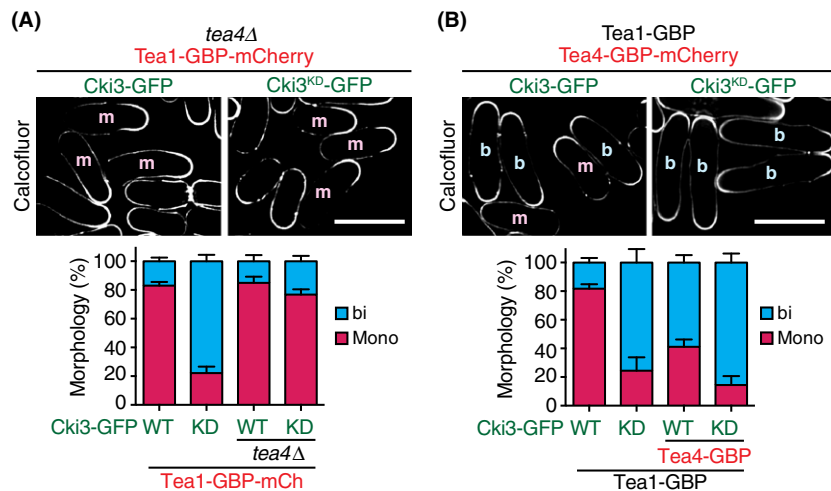 (A)
tea4Δ
Tea1-GBP-mCherry
Cki3-GFP Cki3KD-GFP
Calcofluor
m
m
m
m
m
m
Morphology (%)
100
80
60
40
20
0
bi
Mono
Cki3-GFP WT KD WT KD
tea4Δ
Tea1-GBP-mCh
(B)
Tea1-GBP
Tea4-GBP-mCherry
Cki3-GFP Cki3KD-GFP
Calcofluor
b
b
m
m
b
b
b
b
Morphology (%)
100
80
60
40
20
0
bi
Mono
Cki3-GFP WT KD WT KD
Tea4-GBP
Tea1-GBP